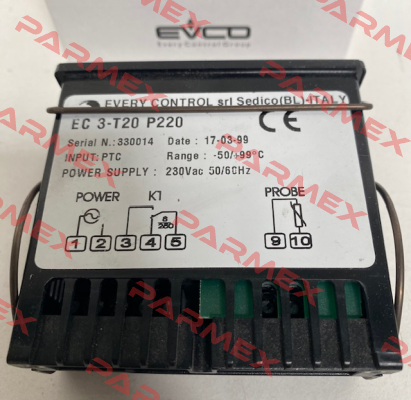 EVCO
EveryControlGroup
EVERY CONTROL srl Sedico(BL)-ITALY
EC 3-T20 P220 CE
Serial N.:330014 Date : 17-03-99
INPUT: PTC Range : -50/+99°C
POWER SUPPLY : 230Vac 50/60Hz
POWER K1 PROBE
8
250
1 2 3 4 5 9 10
PARMEX
PARMEX
PARMEX
PARMEX
PARMEX